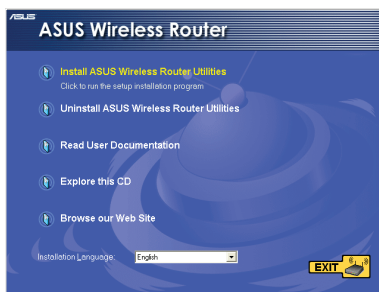 ASUS
ASUS Wireless Router
Install ASUS Wireless Router Utilities
Click to run the setup installation program
Uninstall ASUS Wireless Router Utilities
Read User Documentation
Explore this CD
Browse our Web Site
Installation Language: English
EXIT